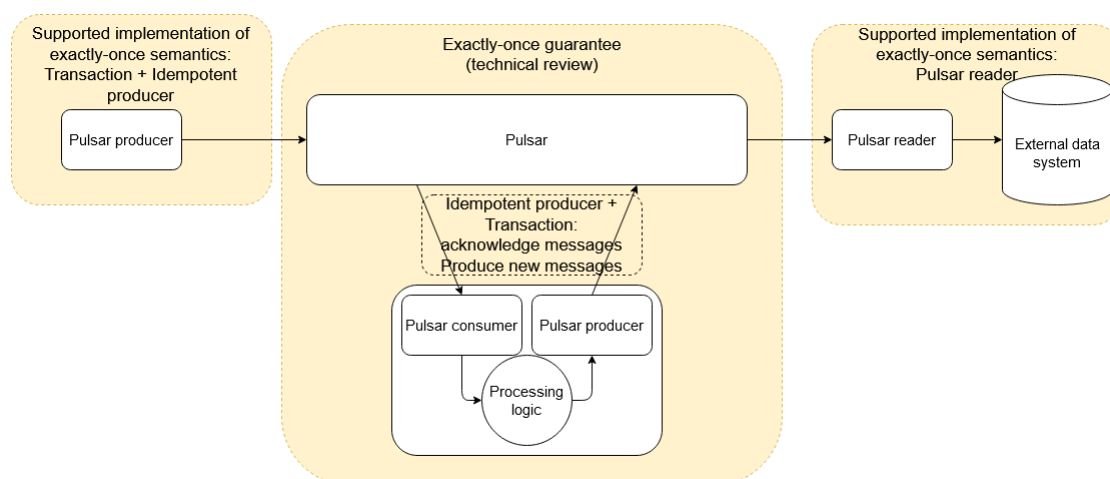 Supported implementation of
exactly-once semantics:
Transaction + Idempotent
producer
Pulsar producer
Exactly-once guarantee
(technical review)
Pulsar
Supported implementation of
exactly-once semantics:
Pulsar reader
Pulsar reader
External data
system
Idempotent producer +
Transaction:
acknowledge messages
Produce new messages
Pulsar consumer
Pulsar producer
Processing
logic